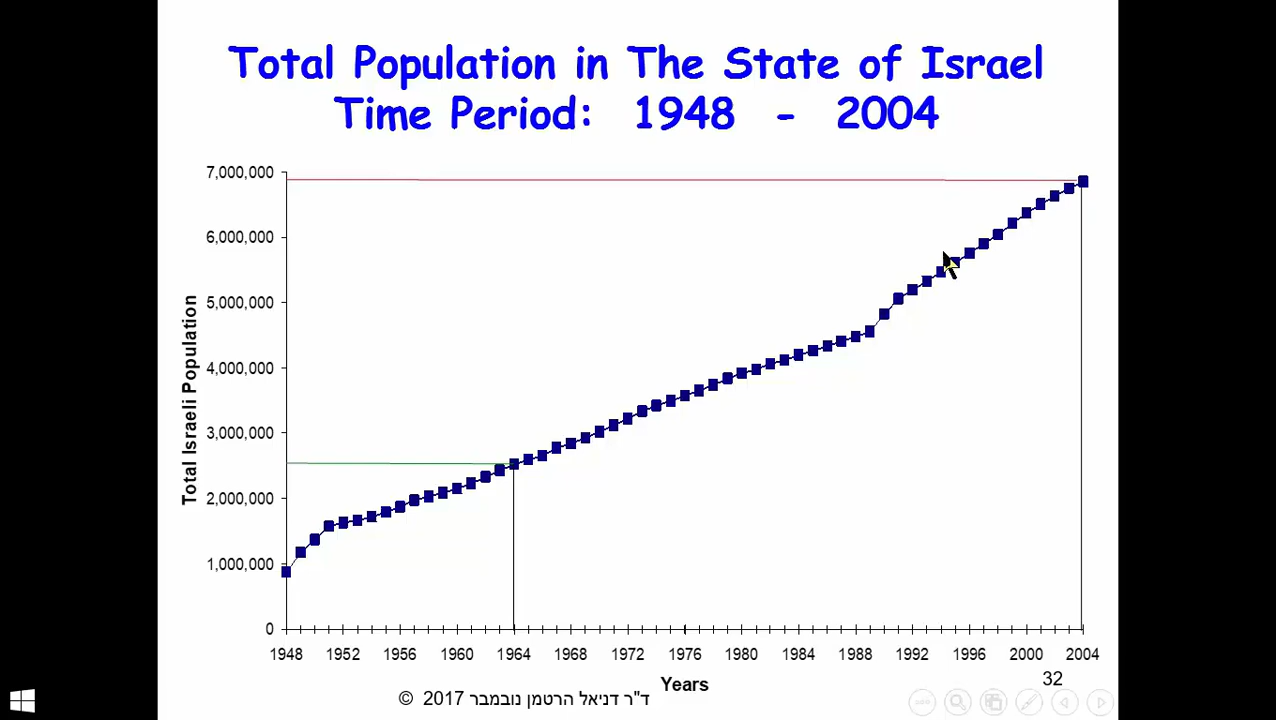 Total Population in The State of Israel
Time Period: 1948 - 2004
7,000,000
6,000,000
5,000,000
4,000,000
3,000,000
2,000,000
1,000,000
0
Total Israeli Population
1948 1952 1956 1960 1964 1968 1972 1976 1980 1984 1988 1992 1996 2000 2004
Years
32
ד"ר דניאל הרטמן נובמבר 2017 ©